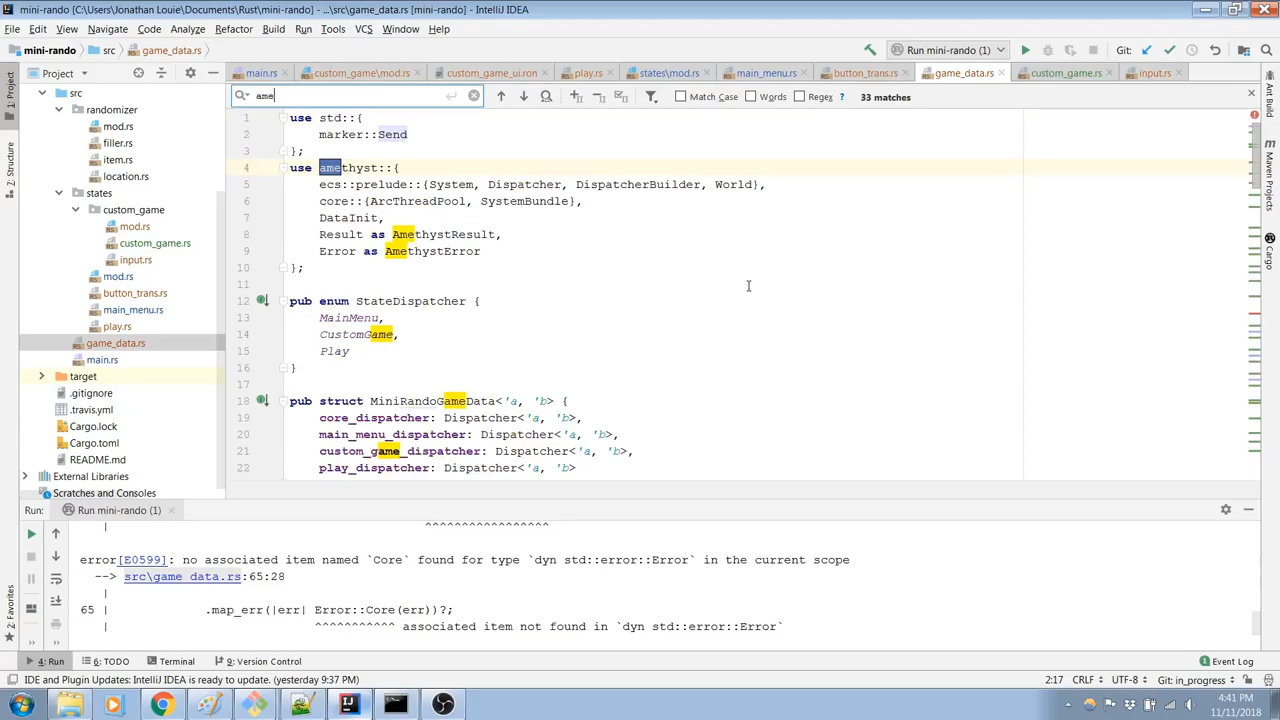 mini-rando [C:\Users\Jonathan Louie\Documents\Rust\mini-rando] - ...\src\game_data.rs [mini-rando] - IntelliJ IDEA
File Edit View Navigate Code Analyze Refactor Build Run Tools VCS Window Help
mini-rando src game_data.rs Run mini-rando (1) Git:
Project main.rs custom_game\mod.rs custom_game_ui.ron play.rs states\mod.rs main_menu.rs button_trans.rs game_data.rs custom_game.rs input.rs
1: Project
7: Structure
2: Favorites
Ant Build
Maven Projects
Cargo
src
randomizer
mod.rs
filler.rs
item.rs
location.rs
states
custom_game
mod.rs
custom_game.rs
input.rs
mod.rs
button_trans.rs
main_menu.rs
play.rs
game_data.rs
main.rs
target
.gitignore
.travis.yml
Cargo.lock
Cargo.toml
README.md
External Libraries
Scratches and Consoles
ame Match Case Words Regex ? 33 matches
1 use std::{
2 marker::Send
3 };
4 use amethyst::{
5 ecs::prelude::{System, Dispatcher, DispatcherBuilder, World},
6 core::{ArcThreadPool, SystemBundle},
7 DataInit,
8 Result as AmethystResult,
9 Error as AmethystError
10 };
11
12 pub enum StateDispatcher {
13 MainMenu,
14 CustomGame,
15 Play
16 }
17
18 pub struct MiniRandoGameData<'a, 'b> {
19 core_dispatcher: Dispatcher<'a, 'b>,
20 main_menu_dispatcher: Dispatcher<'a, 'b>,
21 custom_game_dispatcher: Dispatcher<'a, 'b>,
22 play_dispatcher: Dispatcher<'a, 'b>
Run: Run mini-rando (1)
| ^^^^^^^^^^^^^^^^^
error[E0599]: no associated item named `Core` found for type `dyn std::error::Error` in the current scope
--> src\game_data.rs:65:28
|
65 | .map_err(|err| Error::Core(err))?;
| ^^^^^^^^^^^ associated item not found in `dyn std::error::Error`
4: Run 6: TODO Terminal 9: Version Control Event Log
IDE and Plugin Updates: IntelliJ IDEA is ready to update. (yesterday 9:37 PM) 2:17 CRLF UTF-8 Git: in_progress
4:41 PM
11/11/2018